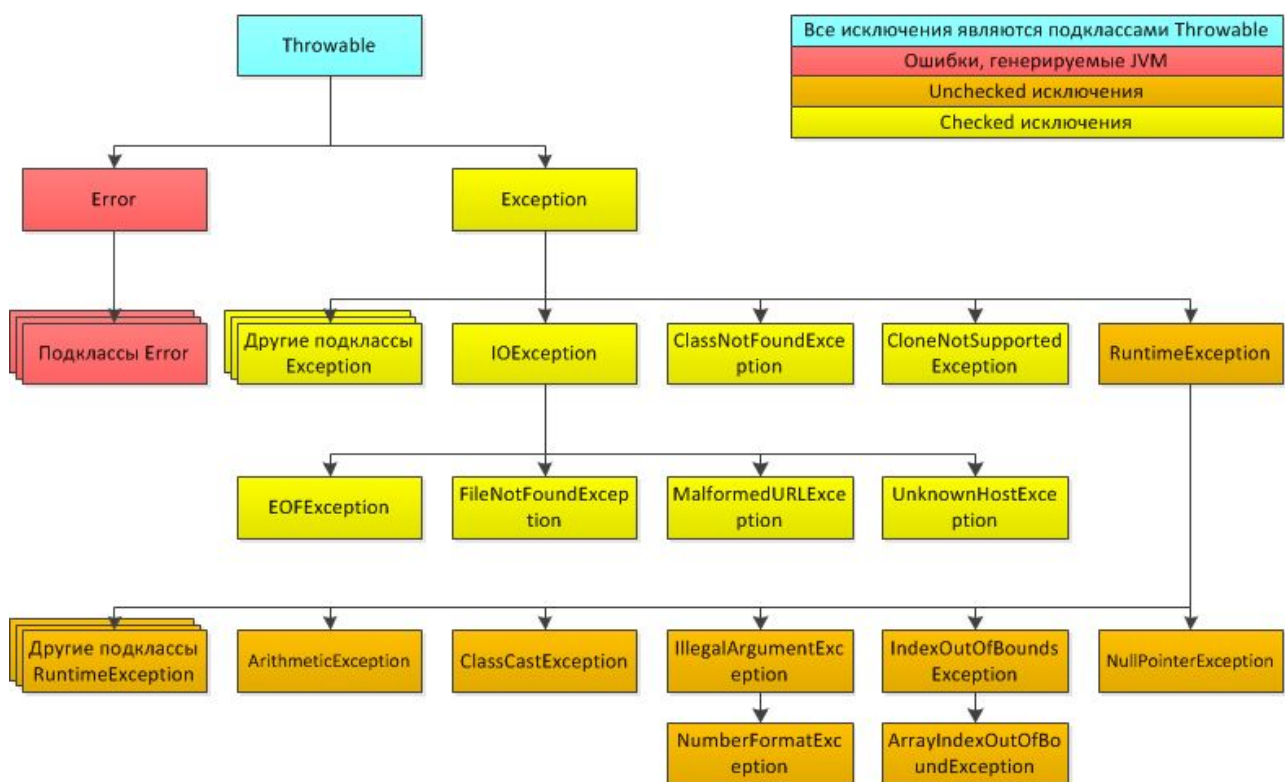 Throwable
Все исключения являются подклассами Throwable
Ошибки, генерируемые JVM
Unchecked исключения
Checked исключения
Error
Exception
Подклассы Error
Другие подклассы
Exception
IOException
ClassNotFoundExce
ption
CloneNotSupported
Exception
RuntimeException
EOFException
FileNotFoundExcep
tion
MalformedURLExce
ption
UnknownHostExce
ption
Другие подклассы
RuntimeException
ArithmeticException
ClassCastException
IllegalArgumentExc
eption
IndexOutOfBounds
Exception
NullPointerException
NumberFormatExc
eption
ArrayIndexOutOfBo
undException